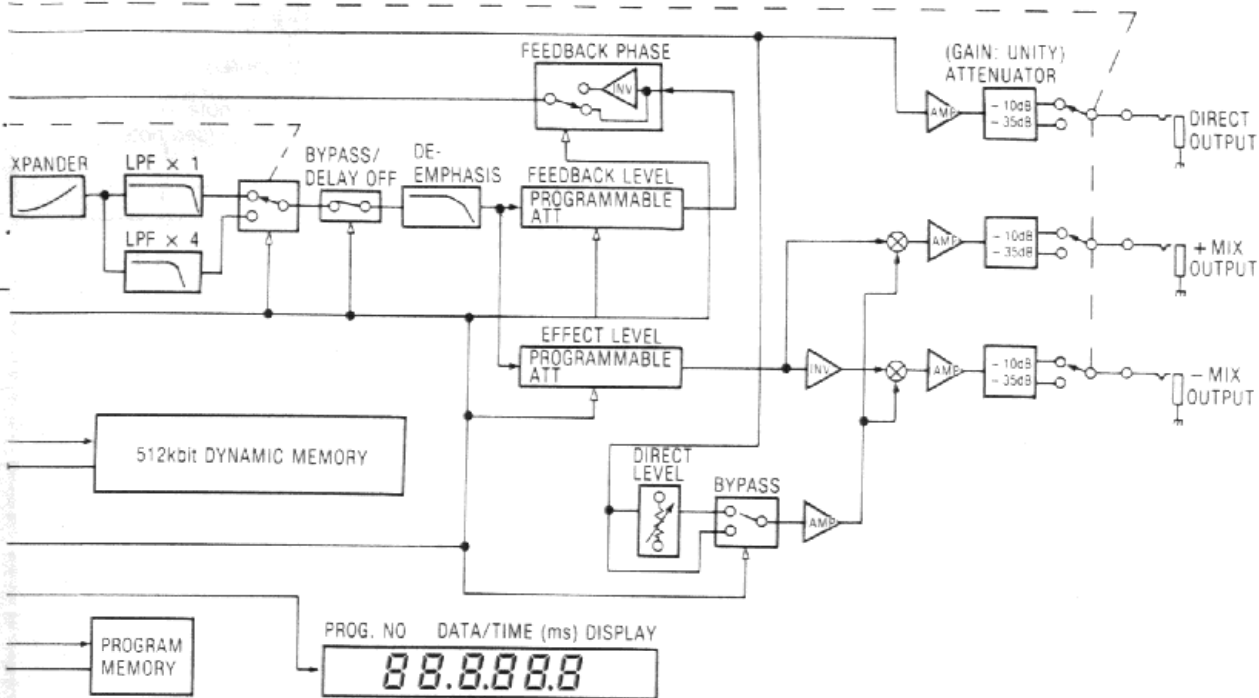 FEEDBACK PHASE
INV
(GAIN: UNITY)
ATTENUATOR
AMP
- 10dB
- 35dB
DIRECT
OUTPUT
XPANDER
LPF × 1
BYPASS/
DELAY OFF
DE-
EMPHASIS
FEEDBACK LEVEL
PROGRAMMABLE
ATT
LPF × 4
AMP
- 10dB
- 35dB
+ MIX
OUTPUT
EFFECT LEVEL
PROGRAMMABLE
ATT
INV
AMP
- 10dB
- 35dB
- MIX
OUTPUT
512kbit DYNAMIC MEMORY
DIRECT
LEVEL
BYPASS
AMP
PROG. NO DATA/TIME (ms) DISPLAY
PROGRAM
MEMORY
88.8.8.8.8